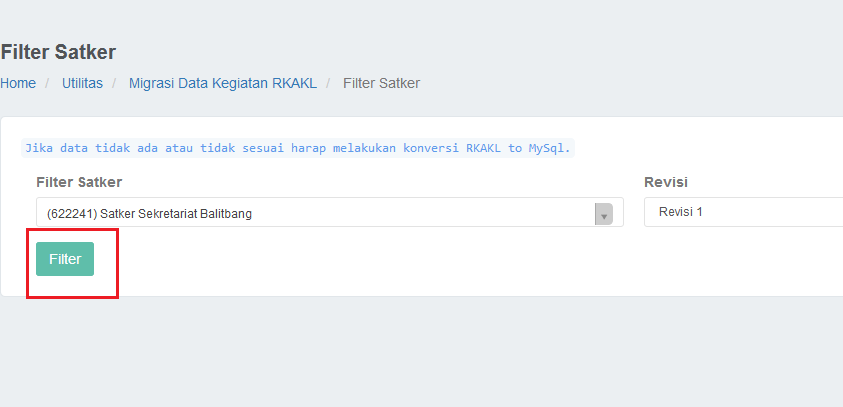 Filter Satker
Home / Utilitas / Migrasi Data Kegiatan RKAKL / Filter Satker
Jika data tidak ada atau tidak sesuai harap melakukan konversi RKAKL to MySql.
Filter Satker Revisi
(622241) Satker Sekretariat Balitbang Revisi 1
Filter